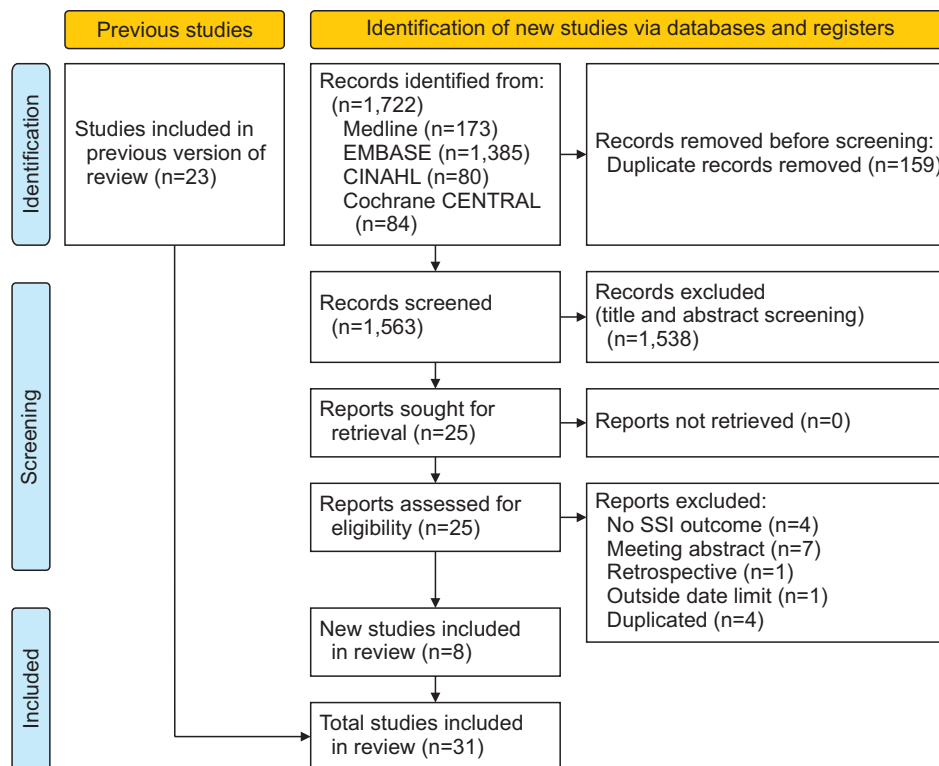 Previous studies
Identification of new studies via databases and registers
Identification
Studies included in
previous version of
review (n=23)
Records identified from:
(n=1,722)
Medline (n=173)
EMBASE (n=1,385)
CINAHL (n=80)
Cochrane CENTRAL
(n=84)
Records removed before screening:
Duplicate records removed (n=159)
Screening
Records screened
(n=1,563)
Records excluded
(title and abstract screening)
(n=1,538)
Reports sought for
retrieval (n=25)
Reports not retrieved (n=0)
Reports assessed for
eligibility (n=25)
Reports excluded:
No SSI outcome (n=4)
Meeting abstract (n=7)
Retrospective (n=1)
Outside date limit (n=1)
Duplicated (n=4)
Included
New studies included
in review (n=8)
Total studies included
in review (n=31)